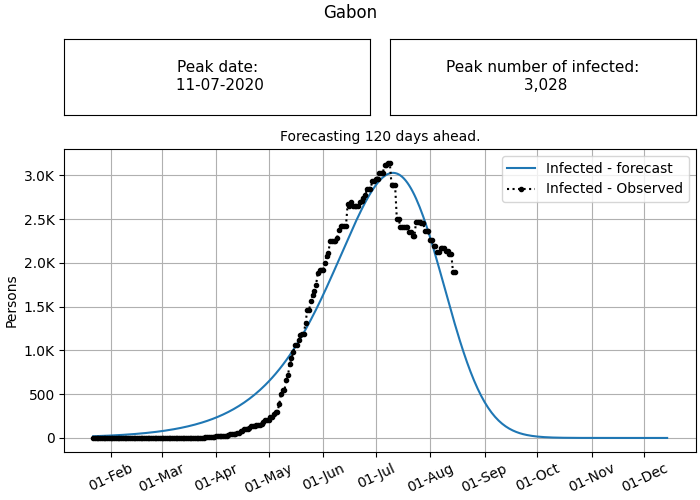 Gabon
Peak date:
11-07-2020
Peak number of infected:
3,028
Forecasting 120 days ahead.
Infected - forecast
Infected - Observed
Persons
3.0K
2.5K
2.0K
1.5K
1.0K
500
0
01-Feb
01-Mar
01-Apr
01-May
01-Jun
01-Jul
01-Aug
01-Sep
01-Oct
01-Nov
01-Dec